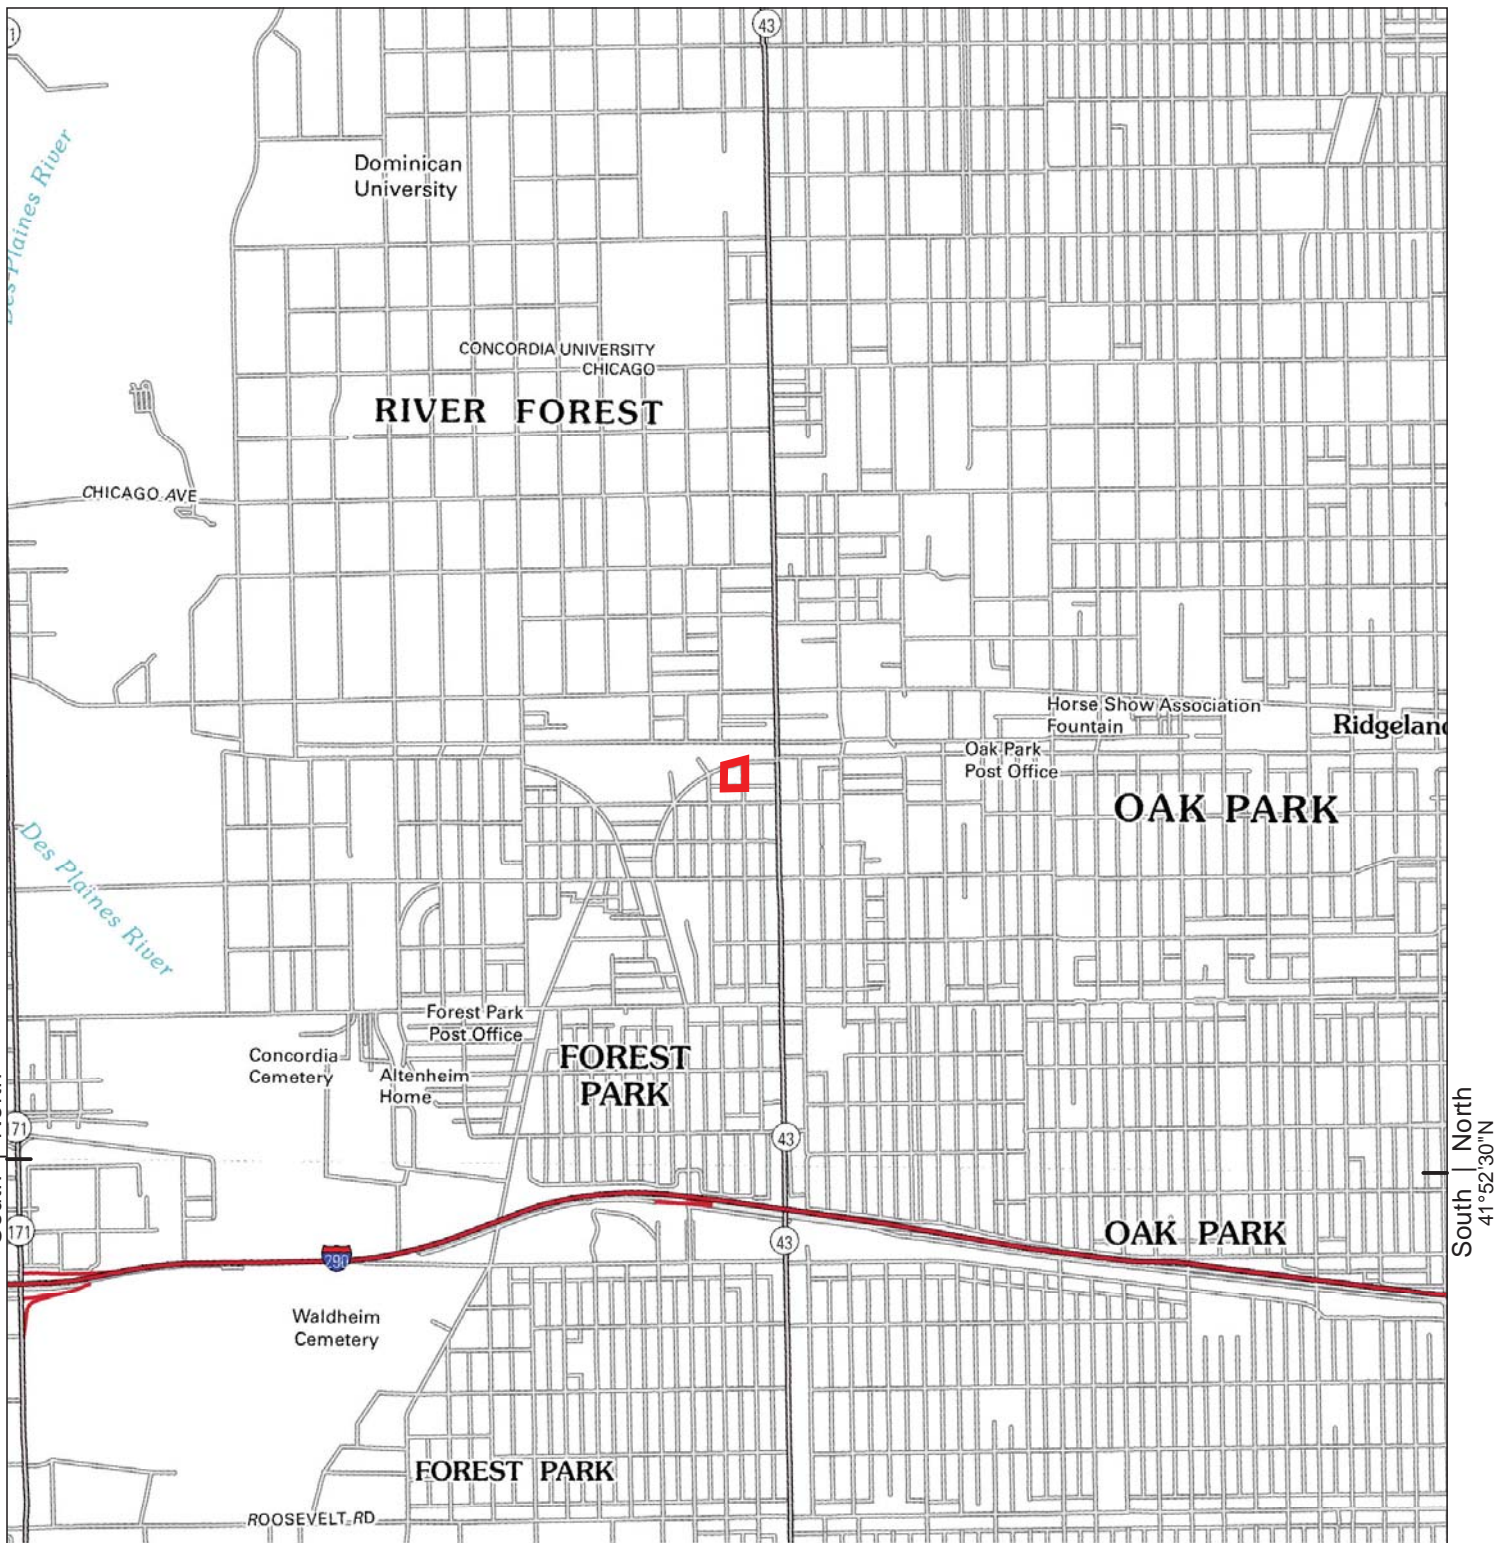 43
Des Plaines River
Dominican
University
CONCORDIA UNIVERSITY
CHICAGO
RIVER FOREST
CHICAGO AVE
Horse Show Association
Fountain
Ridgeland
Oak Park
Post Office
OAK PARK
Des Plaines River
Forest Park
Post Office
Concordia
Cemetery
Altenheim
Home
FOREST
PARK
171
43
South | North
41°52'30"N
171
43
OAK PARK
290
Waldheim
Cemetery
FOREST PARK
ROOSEVELT RD